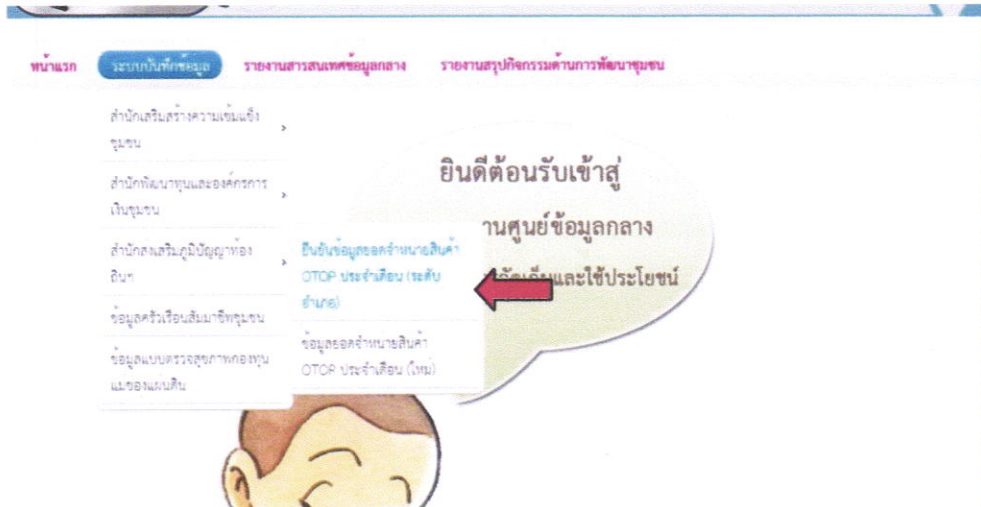 หน้าแรก ระบบบันทึกข้อมูล รายงานสารสนเทศข้อมูลกลาง รายงานสรุปกิจกรรมด้านการพัฒนาชุมชน
สำนักเสริมสร้างความเข้มแข็ง
ชุมชน
สำนักพัฒนาทุนและองค์กรการ
เงินชุมชน
สำนักส่งเสริมภูมิปัญญาท้อง
ถิ่นฯ
ข้อมูลครัวเรือนสัมมาชีพชุมชน
ข้อมูลแบบตรวจสุขภาพกองทุน
แม่ของแผ่นดิน
ยืนยันข้อมูลยอดจำหน่ายสินค้า
OTOP ประจำเดือน (ระดับ
อำเภอ)
ข้อมูลยอดจำหน่ายสินค้า
OTOP ประจำเดือน (ใหม่)
ยินดีต้อนรับเข้าสู่
านศูนย์ข้อมูลกลาง
จัดเก็บและใช้ประโยชน์